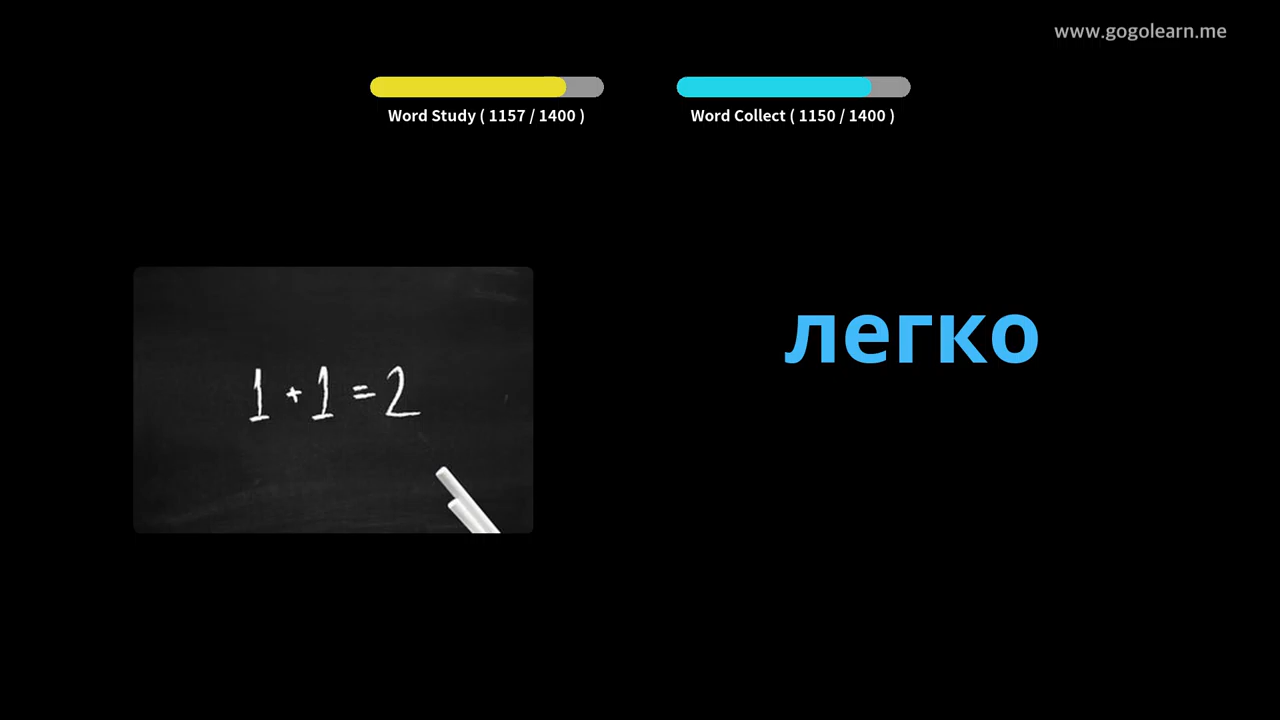 www.gogolearn.me
Word Study ( 1157 / 1400 )
Word Collect ( 1150 / 1400 )
1 + 1 = 2
легко